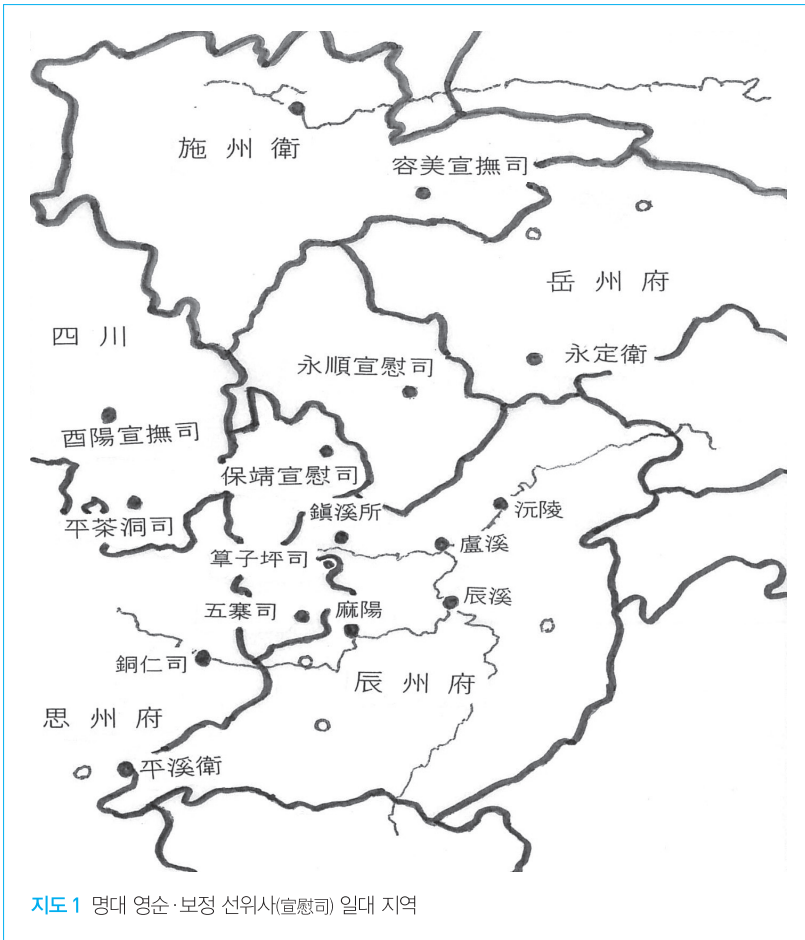 施州衛
容美宣撫司
岳州府
四川
永順宣慰司
永定衛
酉陽宣撫司
保靖宣慰司
平茶洞司
鎭溪所
沅陵
盧溪
筸子坪司
五寨司
麻陽
辰溪
銅仁司
辰州府
思州府
平溪衛
지도 1 명대 영순·보정 선위사(宣慰司) 일대 지역